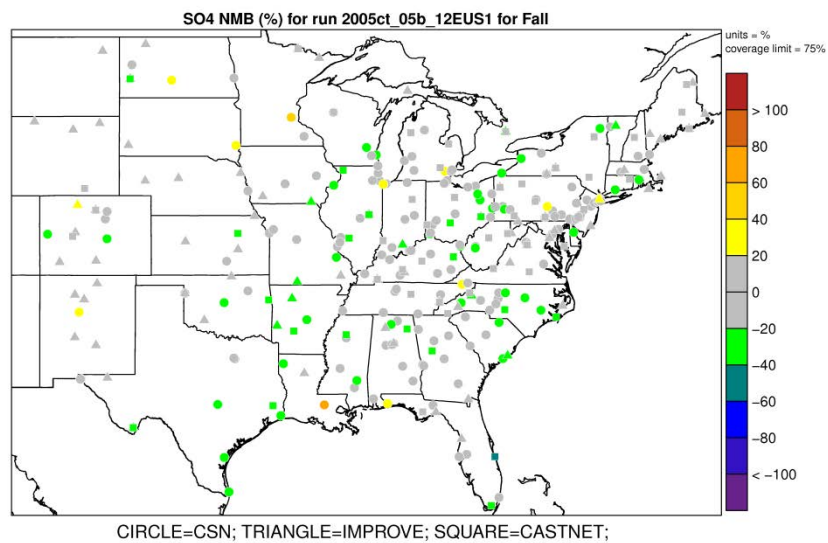 SO4 NMB (%) for run 2005ct_05b_12EUS1 for Fall
units = %
coverage limit = 75%
> 100
80
60
40
20
0
−20
−40
−60
−80
< −100
CIRCLE=CSN; TRIANGLE=IMPROVE; SQUARE=CASTNET;